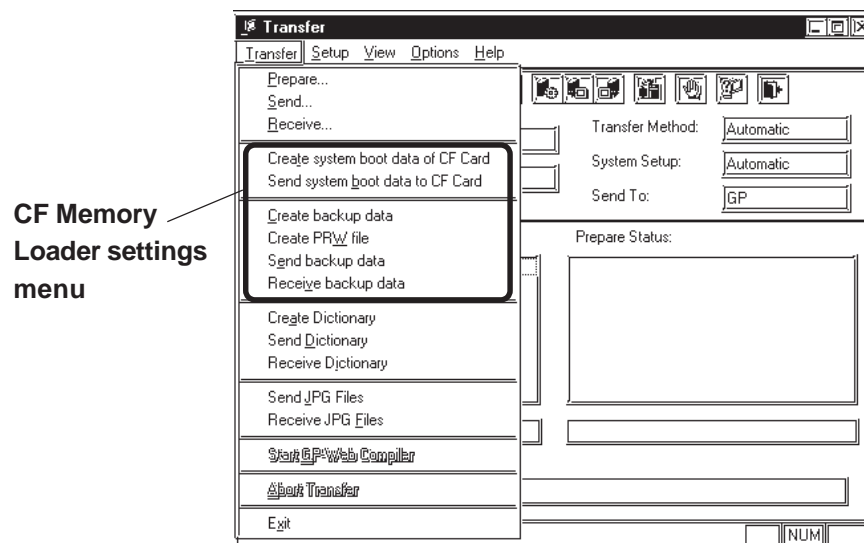 Transfer
Transfer Setup View Options Help
Prepare...
Send...
Receive...
Create system boot data of CF Card
Send system boot data to CF Card
Create backup data
Create PRW file
Send backup data
Receive backup data
Create Dictionary
Send Dictionary
Receive Dictionary
Send JPG Files
Receive JPG Files
Start GP-Web Compiler
Abort Transfer
Exit
CF Memory
Loader settings
menu
Transfer Method: Automatic
System Setup: Automatic
Send To: GP
Prepare Status:
NUM